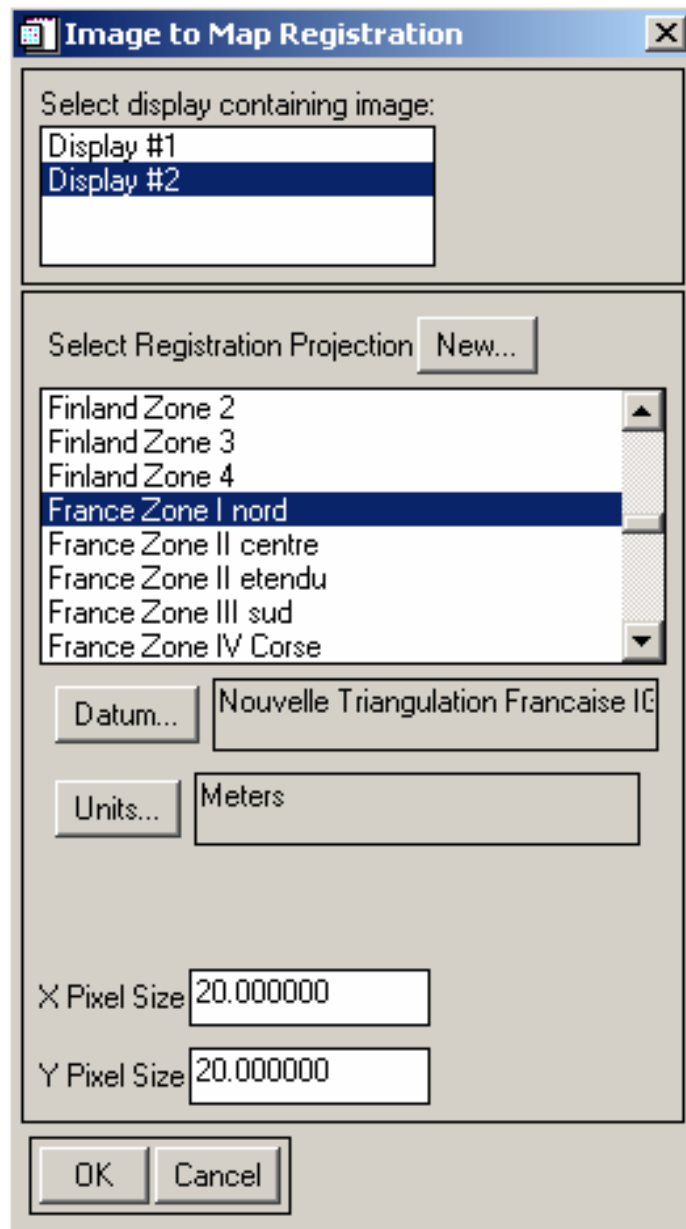 Image to Map Registration
Select display containing image:
Display #1
Display #2
Select Registration Projection New...
Finland Zone 2
Finland Zone 3
Finland Zone 4
France Zone I nord
France Zone II centre
France Zone II etendu
France Zone III sud
France Zone IV Corse
Datum... Nouvelle Triangulation Francaise
Units... Meters
X Pixel Size 20.000000
Y Pixel Size 20.000000
OK Cancel